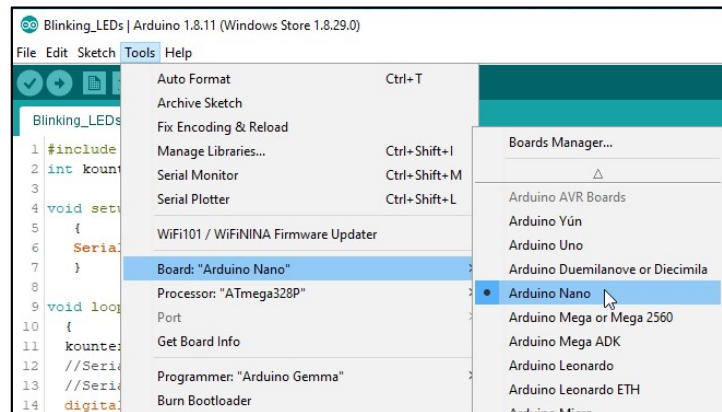 Blinking_LEDs | Arduino 1.8.11 (Windows Store 1.8.29.0)
File Edit Sketch Tools Help
Blinking_LEDs
1 #include
2 int kount
3
4 void setu
5 {
6 Serial
7 }
8
9 void loop
10 {
11 kounte
12 //Seria
13 //Seria
14 digital
Auto Format Ctrl+T
Archive Sketch
Fix Encoding & Reload
Manage Libraries... Ctrl+Shift+I
Serial Monitor Ctrl+Shift+M
Serial Plotter Ctrl+Shift+L
WiFi101 / WiFiNINA Firmware Updater
Board: "Arduino Nano"
Processor: "ATmega328P"
Port
Get Board Info
Programmer: "Arduino Gemma"
Burn Bootloader
Boards Manager...
Arduino AVR Boards
Arduino Yún
Arduino Uno
Arduino Duemilanove or Diecimila
Arduino Nano
Arduino Mega or Mega 2560
Arduino Mega ADK
Arduino Leonardo
Arduino Leonardo ETH
Arduino Micro